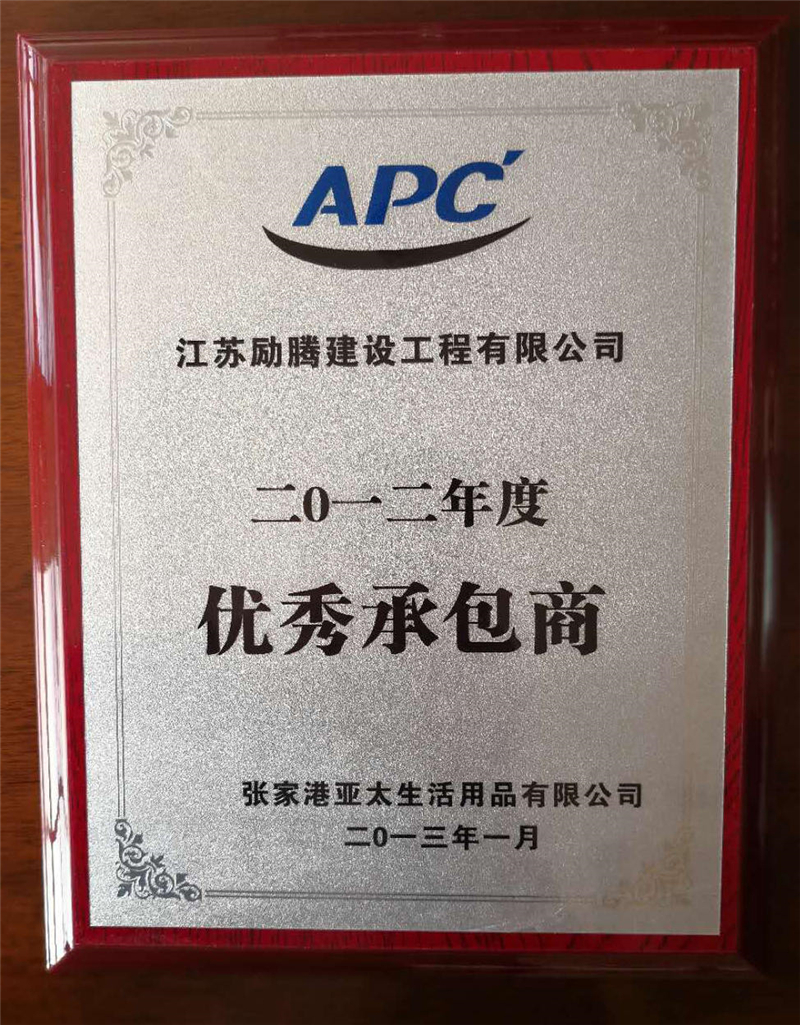 APC
江苏励腾建设工程有限公司
二0一二年度
优秀承包商
张家港亚太生活用品有限公司
二0一三年一月